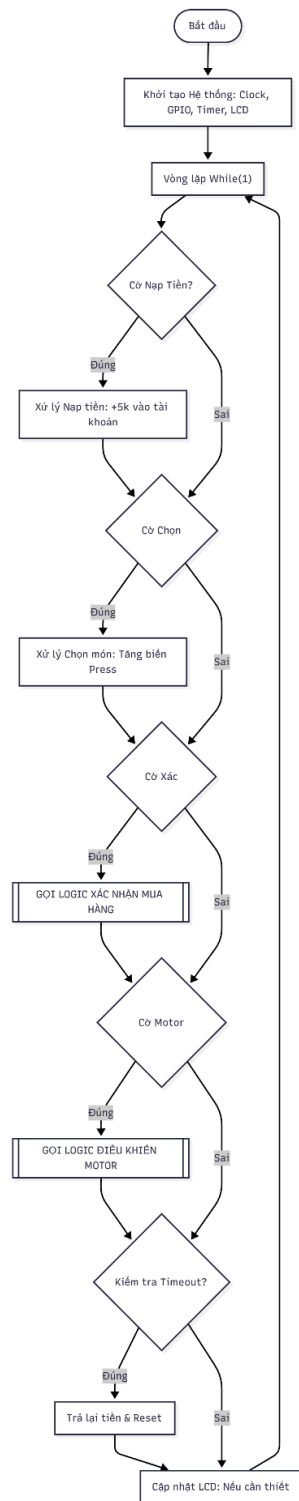 Bắt đầu
Khởi tạo Hệ thống: Clock,
GPIO, Timer, LCD
Vòng lặp While(1)
Cờ Nạp Tiền?
Đúng
Xử lý Nạp tiền: +5k vào tài
khoản
Sai
Cờ Chọn
Đúng
Xử lý Chọn món: Tăng biến
Press
Sai
Cờ Xác
Đúng
GỌI LOGIC XÁC NHẬN MUA
HÀNG
Sai
Cờ Motor
Đúng
GỌI LOGIC ĐIỀU KHIỂN
MOTOR
Sai
Kiểm tra Timeout?
Đúng
Sai
Trả lại tiền & Reset
Cập nhật LCD: Nếu cần thiết